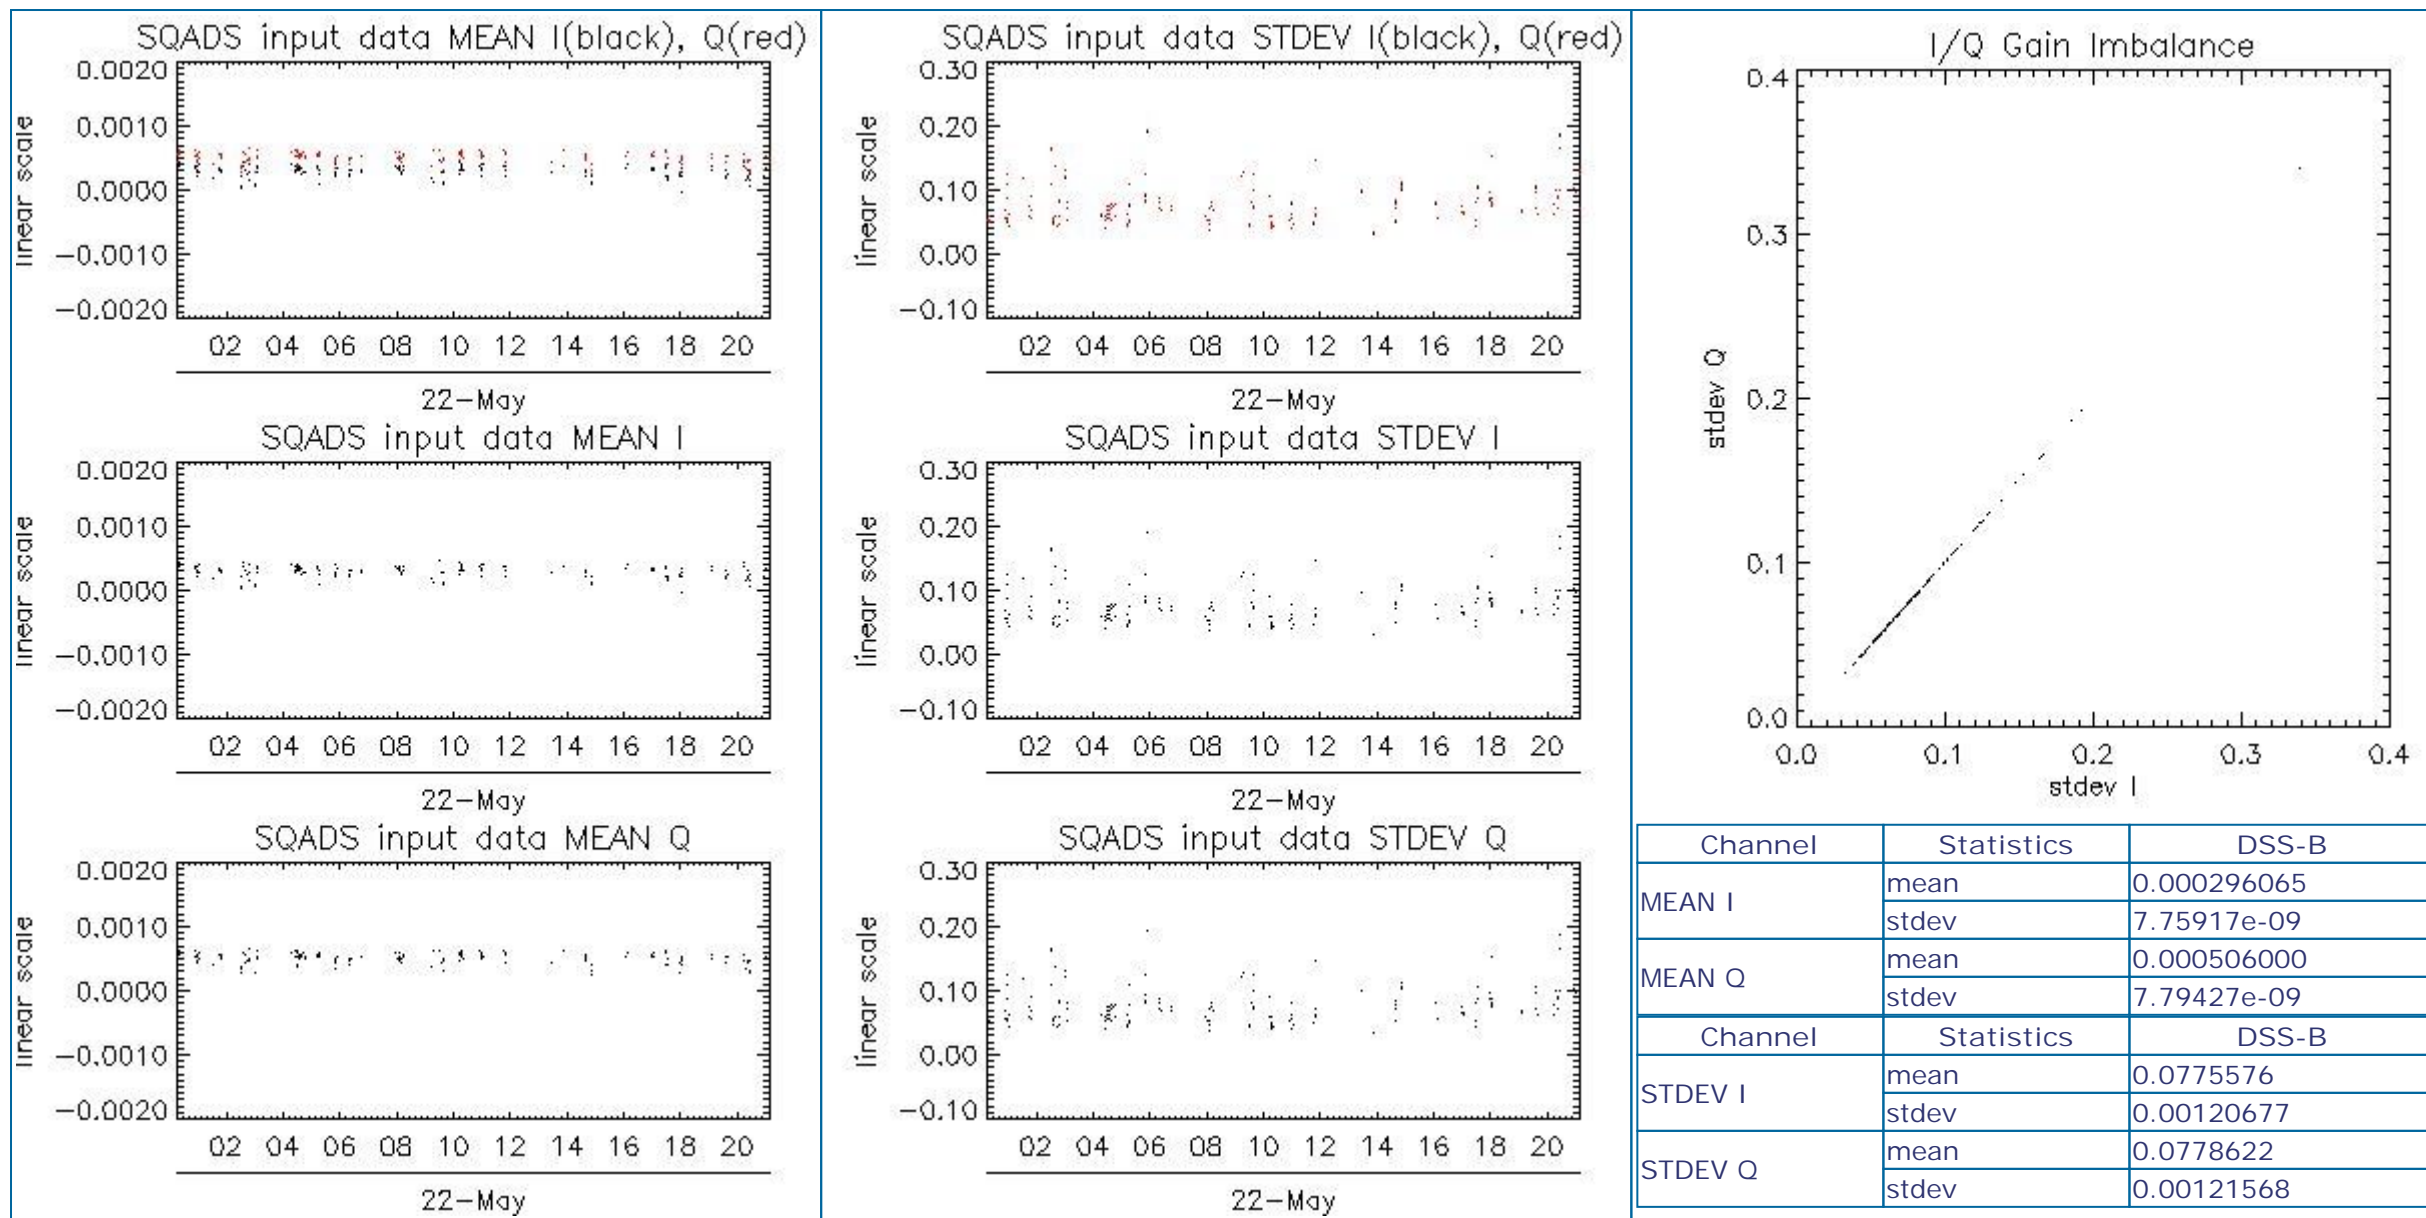 SQADS input data MEAN I(black), Q(red)
0.0020
0.0010
0.0000
−0.0010
−0.0020
linear scale
02 04 06 08 10 12 14 16 18 20
22−May
SQADS input data MEAN I
0.0020
0.0010
0.0000
−0.0010
−0.0020
linear scale
02 04 06 08 10 12 14 16 18 20
22−May
SQADS input data MEAN Q
0.0020
0.0010
0.0000
−0.0010
−0.0020
linear scale
02 04 06 08 10 12 14 16 18 20
22−May
SQADS input data STDEV I(black), Q(red)
0.30
0.20
0.10
0.00
−0.10
linear scale
02 04 06 08 10 12 14 16 18 20
22−May
SQADS input data STDEV I
0.30
0.20
0.10
0.00
−0.10
linear scale
02 04 06 08 10 12 14 16 18 20
22−May
SQADS input data STDEV Q
0.30
0.20
0.10
0.00
−0.10
linear scale
02 04 06 08 10 12 14 16 18 20
22−May
I/Q Gain Imbalance
0.4
0.3
0.2
0.1
0.0
stdev Q
0.0 0.1 0.2 0.3 0.4
stdev I
Channel Statistics DSS-B
MEAN I mean 0.000296065
stdev 7.75917e-09
MEAN Q mean 0.000506000
stdev 7.79427e-09
Channel Statistics DSS-B
STDEV I mean 0.0775576
stdev 0.00120677
STDEV Q mean 0.0778622
stdev 0.00121568